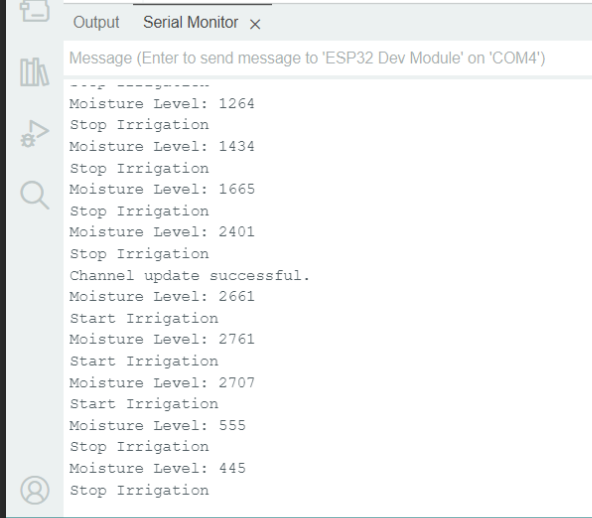 Output Serial Monitor
Message (Enter to send message to 'ESP32 Dev Module' on 'COM4')
Moisture Level: 1264
Stop Irrigation
Moisture Level: 1434
Stop Irrigation
Moisture Level: 1665
Stop Irrigation
Moisture Level: 2401
Stop Irrigation
Channel update successful.
Moisture Level: 2661
Start Irrigation
Moisture Level: 2761
Start Irrigation
Moisture Level: 2707
Start Irrigation
Moisture Level: 555
Stop Irrigation
Moisture Level: 445
Stop Irrigation